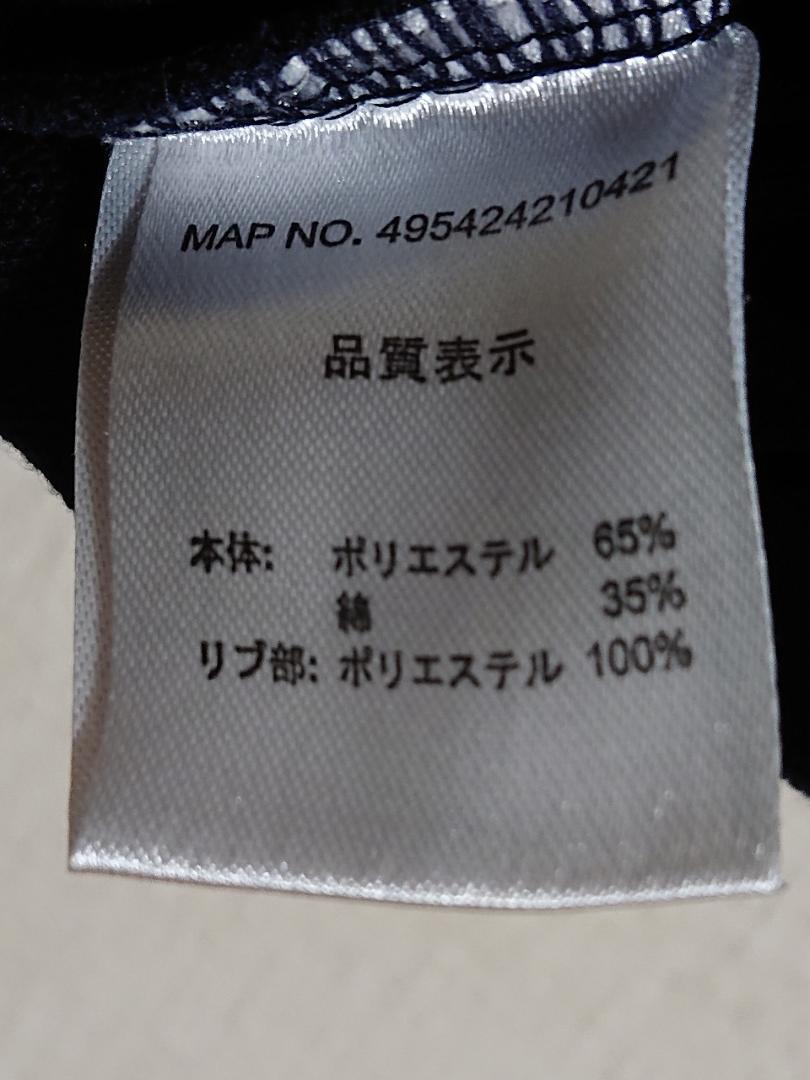 MAP NO. 495424210421
品質表示
本体: ポリエステル 65%
綿 35%
リブ部: ポリエステル 100%